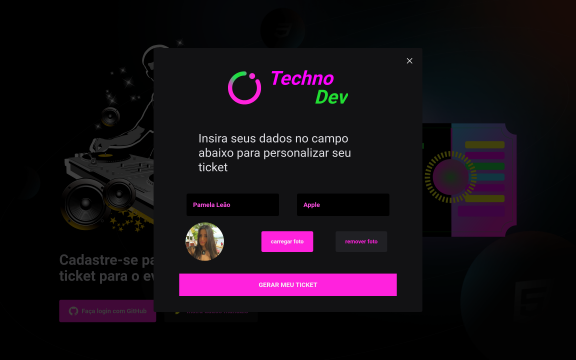 Techno
Dev
Insira seus dados no campo
abaixo para personalizar seu
ticket
Pamela Leão
Apple
carregar foto
remover foto
GERAR MEU TICKET
Cadastre-se pa
ticket para o ev
Faça login com GitHub